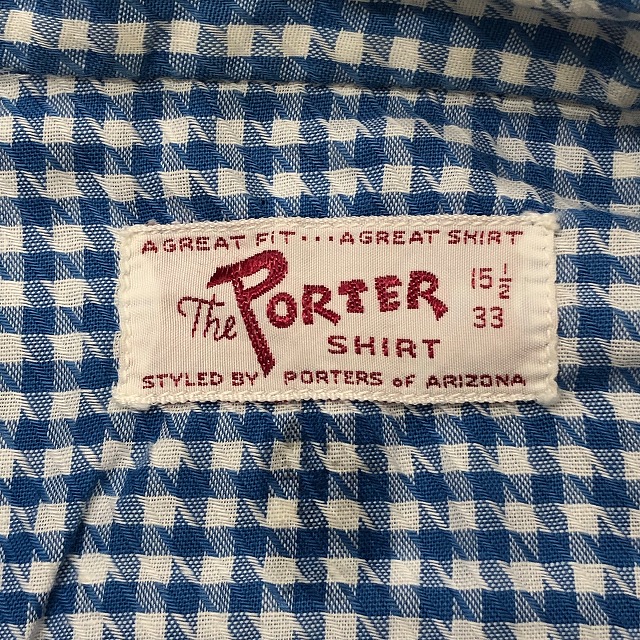 A GREAT FIT...A GREAT SHIRT
The PORTER
SHIRT
15 1/2
33
STYLED BY PORTERS OF ARIZONA